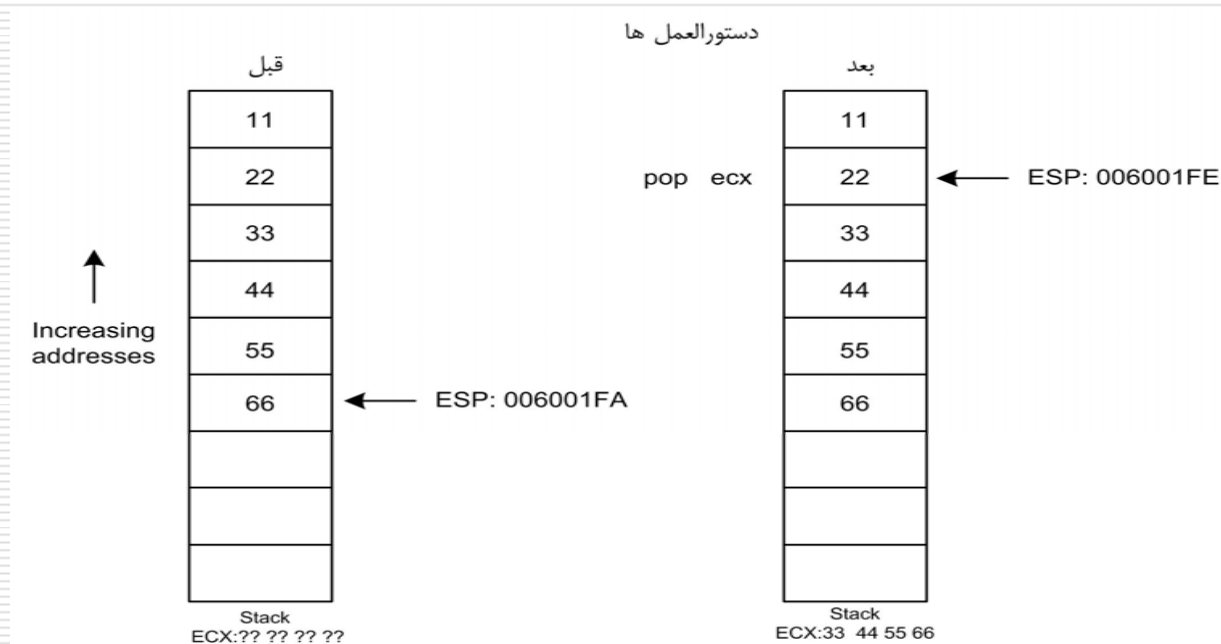 دستورالعمل ها
قبل
11
22
33
44
55
66
ESP: 006001FA
Increasing
addresses
Stack
ECX:?? ?? ?? ??
بعد
pop ecx
11
22
33
44
55
66
ESP: 006001FE
Stack
ECX:33 44 55 66